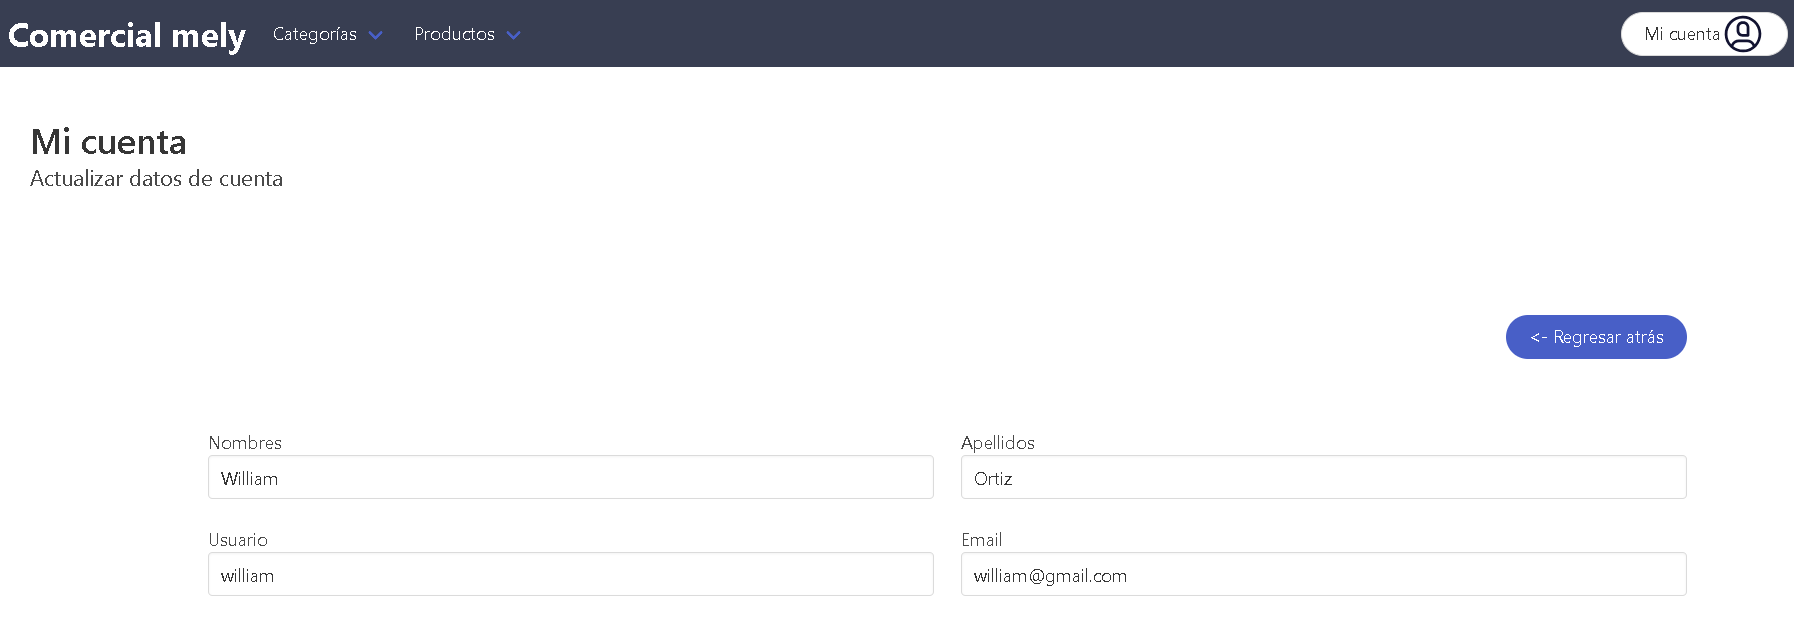 Comercial mely Categorías Productos Mi cuenta
Mi cuenta
Actualizar datos de cuenta
<- Regresar atrás
Nombres Apellidos
William Ortiz
Usuario Email
william william@gmail.com